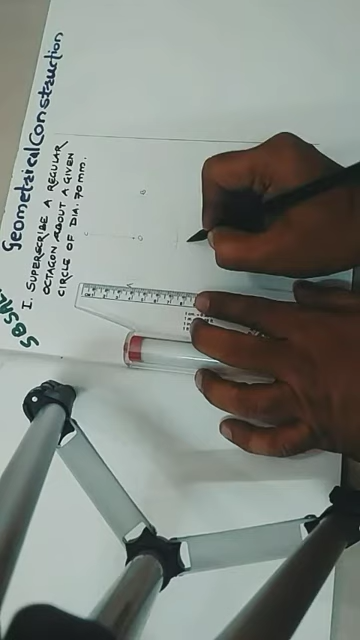 Geometrical Construction
I. SUPERSCRIBE A REGULAR
OCTAGON ABOUT A GIVEN
CIRCLE OF DIA. 70 mm.